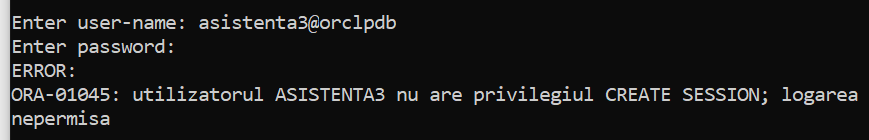 Enter user-name: asistenta3@orclpdb
Enter password:
ERROR:
ORA-01045: utilizatorul ASISTENTA3 nu are privilegiul CREATE SESSION; logarea
nepermisa